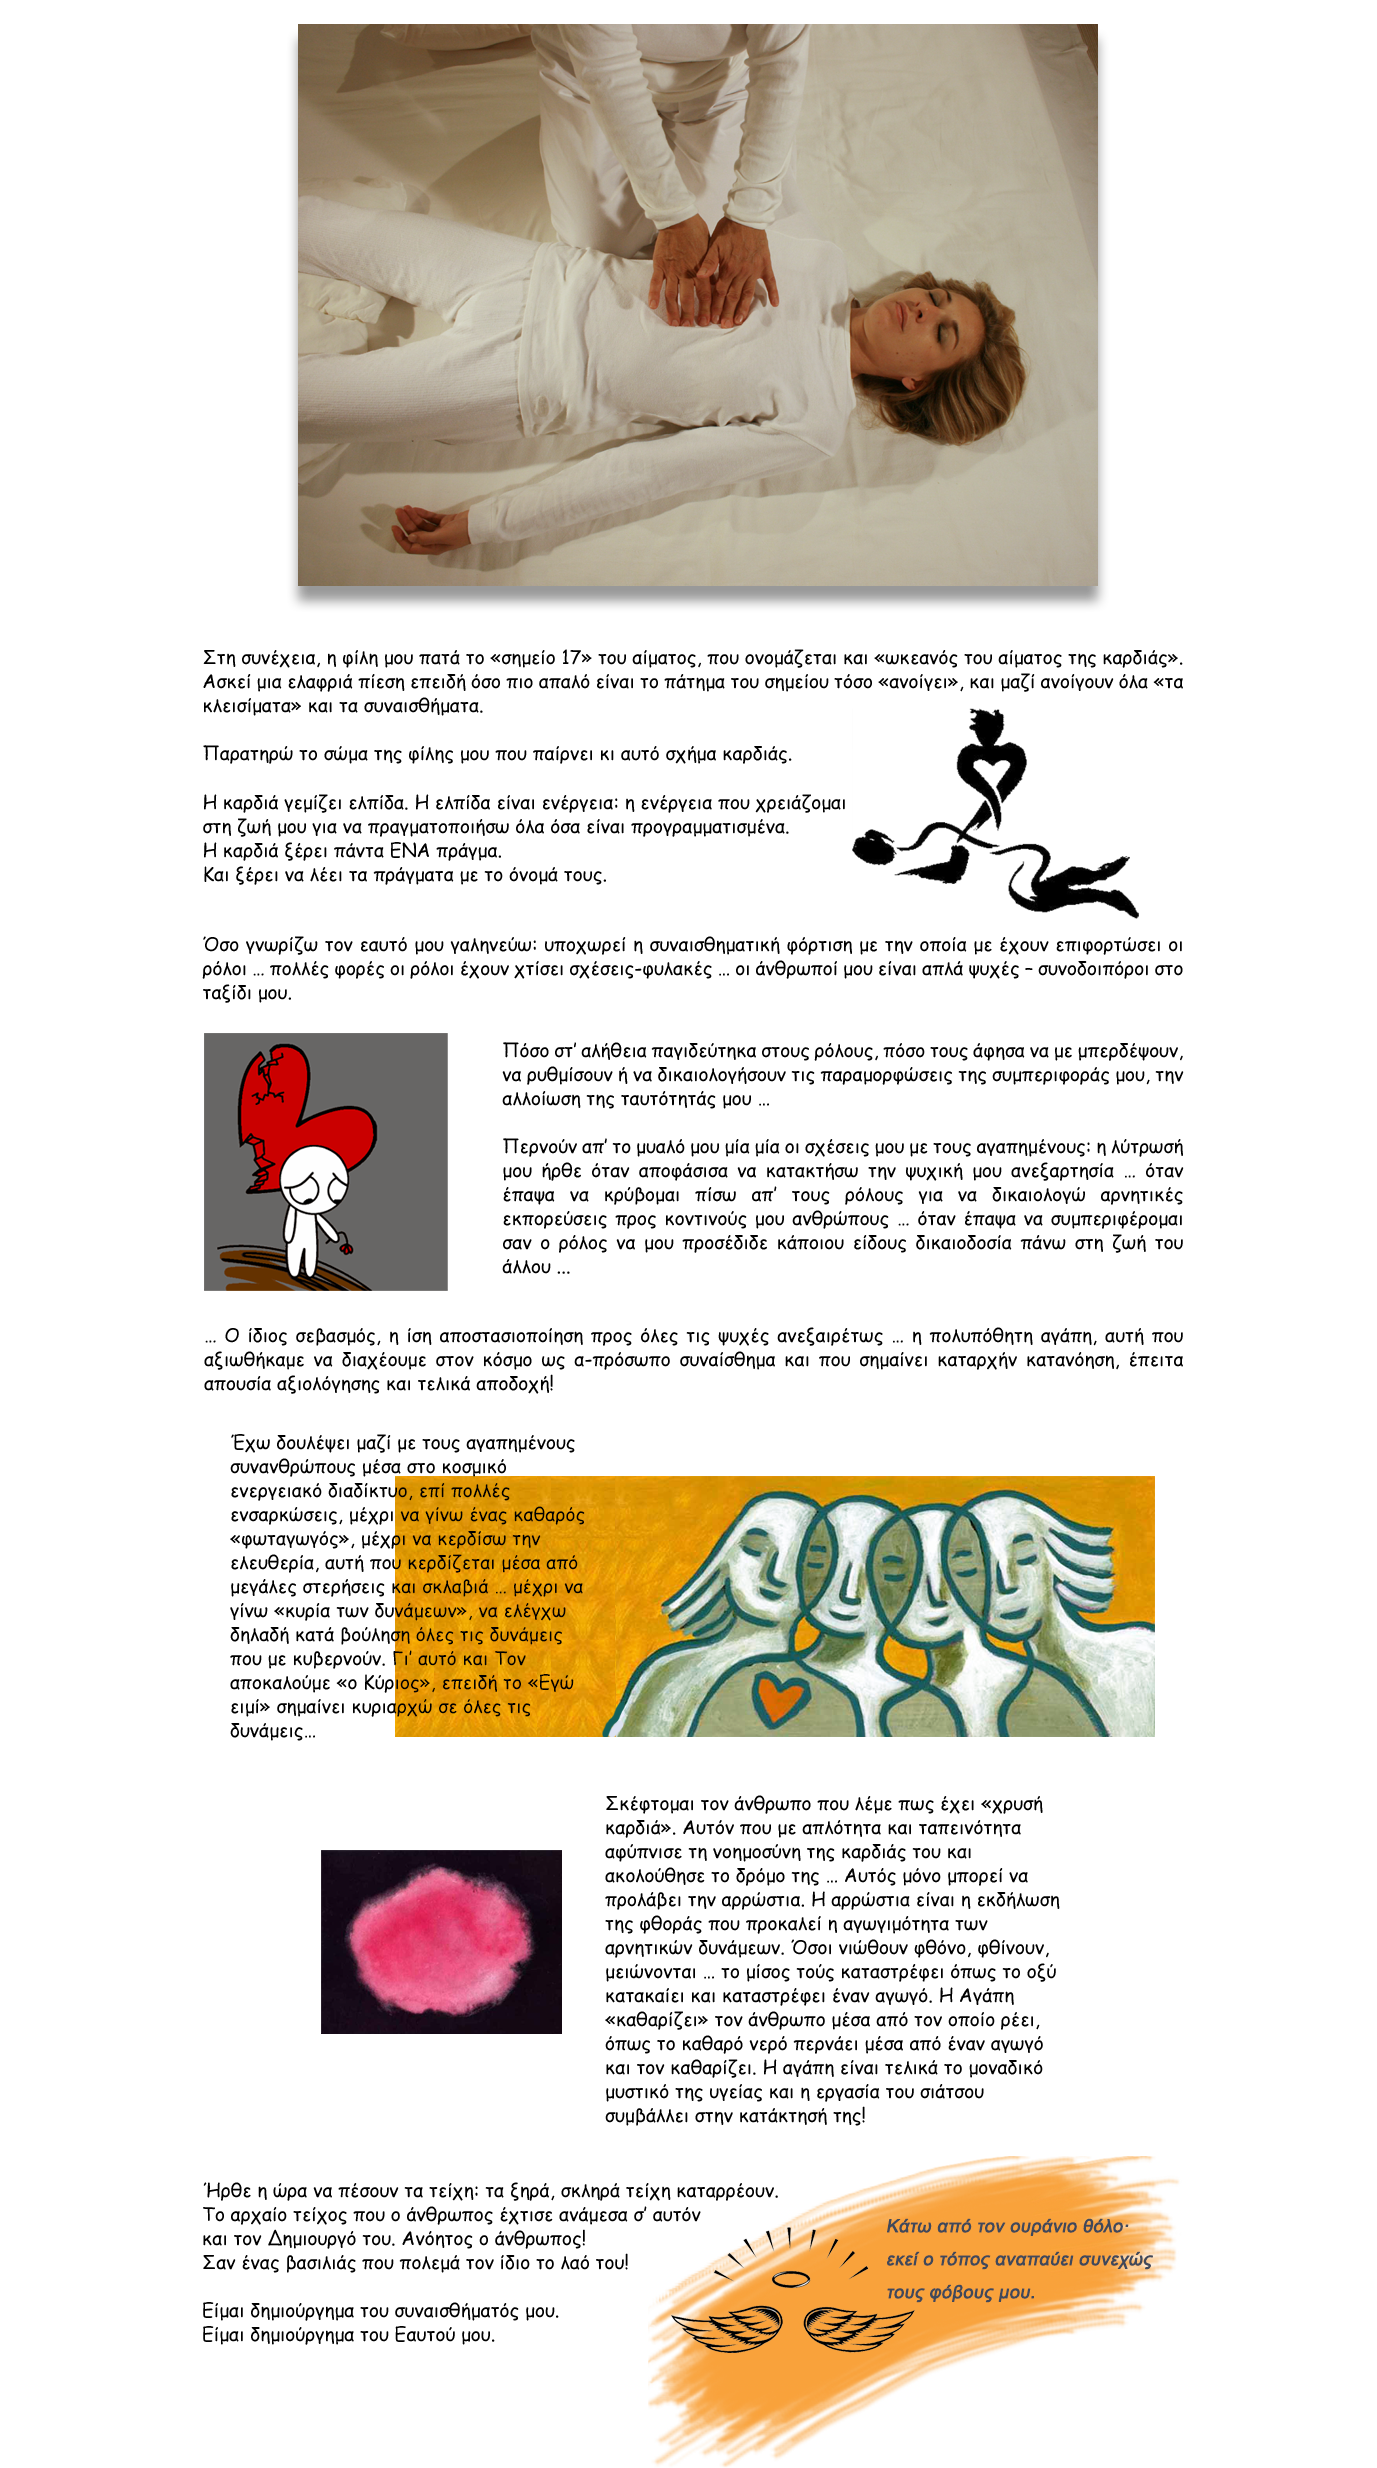 Στη συνέχεια, η φίλη μου πατά το «σημείο 17» του αίματος, που ονομάζεται και «ωκεανός του αίματος της καρδιάς».
Ασκεί μια ελαφριά πίεση επειδή όσο πιο απαλό είναι το πάτημα του σημείου τόσο «ανοίγει», και μαζί ανοίγουν όλα «τα
κλεισίματα» και τα συναισθήματα.
Παρατηρώ το σώμα της φίλης μου που παίρνει κι αυτό σχήμα καρδιάς.
Η καρδιά γεμίζει ελπίδα. Η ελπίδα είναι ενέργεια: η ενέργεια που χρειάζομαι
στη ζωή μου για να πραγματοποιήσω όλα όσα είναι προγραμματισμένα.
Η καρδιά ξέρει πάντα ΕΝΑ πράγμα.
Και ξέρει να λέει τα πράγματα με το όνομά τους.
Όσο γνωρίζω τον εαυτό μου γαληνεύω: υποχωρεί η συναισθηματική φόρτιση με την οποία με έχουν επιφορτώσει οι
ρόλοι ... πολλές φορές οι ρόλοι έχουν χτίσει σχέσεις-φυλακές ... οι άνθρωποί μου είναι απλά ψυχές – συνοδοιπόροι στο
ταξίδι μου.
Πόσο στ' αλήθεια παγιδεύτηκα στους ρόλους, πόσο τους άφησα να με μπερδέψουν,
να ρυθμίσουν ή να δικαιολογήσουν τις παραμορφώσεις της συμπεριφοράς μου, την
αλλοίωση της ταυτότητάς μου ...
Περνούν απ' το μυαλό μου μία μία οι σχέσεις μου με τους αγαπημένους: η λύτρωσή
μου ήρθε όταν αποφάσισα να κατακτήσω την ψυχική μου ανεξαρτησία ... όταν
έπαψα να κρύβομαι πίσω απ' τους ρόλους για να δικαιολογώ αρνητικές
εκπορεύσεις προς κοντινούς μου ανθρώπους ... όταν έπαψα να συμπεριφέρομαι
σαν ο ρόλος να μου προσέδιδε κάποιου είδους δικαιοδοσία πάνω στη ζωή του
άλλου ...
... Ο ίδιος σεβασμός, η ίση αποστασιοποίηση προς όλες τις ψυχές ανεξαιρέτως ... η πολυπόθητη αγάπη, αυτή που
αξιωθήκαμε να διαχέουμε στον κόσμο ως α-πρόσωπο συναίσθημα και που σημαίνει καταρχήν κατανόηση, έπειτα
απουσία αξιολόγησης και τελικά αποδοχή!
Έχω δουλέψει μαζί με τους αγαπημένους
συνανθρώπους μέσα στο κοσμικό
ενεργειακό διαδίκτυο, επί πολλές
ενσαρκώσεις, μέχρι να γίνω ένας καθαρός
«φωταγωγός», μέχρι να κερδίσω την
ελευθερία, αυτή που κερδίζεται μέσα από
μεγάλες στερήσεις και σκλαβιά ... μέχρι να
γίνω «κυρία των δυνάμεων», να ελέγχω
δηλαδή κατά βούληση όλες τις δυνάμεις
που με κυβερνούν. Γι' αυτό και Τον
αποκαλούμε «ο Κύριος», επειδή το «Εγώ
ειμί» σημαίνει κυριαρχώ σε όλες τις
δυνάμεις...
Σκέφτομαι τον άνθρωπο που λέμε πως έχει «χρυσή
καρδιά». Αυτόν που με απλότητα και ταπεινότητα
αφύπνισε τη νοημοσύνη της καρδιάς του και
ακολούθησε το δρόμο της ... Αυτός μόνο μπορεί να
προλάβει την αρρώστια. Η αρρώστια είναι η εκδήλωση
της φθοράς που προκαλεί η αγωγιμότητα των
αρνητικών δυνάμεων. Όσοι νιώθουν φθόνο, φθίνουν,
μειώνονται ... το μίσος τούς καταστρέφει όπως το οξύ
κατακαίει και καταστρέφει έναν αγωγό. Η Αγάπη
«καθαρίζει» τον άνθρωπο μέσα από τον οποίο ρέει,
όπως το καθαρό νερό περνάει μέσα από έναν αγωγό
και τον καθαρίζει. Η αγάπη είναι τελικά το μοναδικό
μυστικό της υγείας και η εργασία του σιάτσου
συμβάλλει στην κατάκτησή της!
Ήρθε η ώρα να πέσουν τα τείχη: τα ξηρά, σκληρά τείχη καταρρέουν.
Το αρχαίο τείχος που ο άνθρωπος έχτισε ανάμεσα σ' αυτόν
και τον Δημιουργό του. Ανόητος ο άνθρωπος!
Σαν ένας βασιλιάς που πολεμά τον ίδιο το λαό του!
Είμαι δημιούργημα του συναισθήματός μου.
Είμαι δημιούργημα του Εαυτού μου.
Κάτω από τον ουράνιο θόλο·
εκεί ο τόπος αναπαύει συνεχώς
τους φόβους μου.